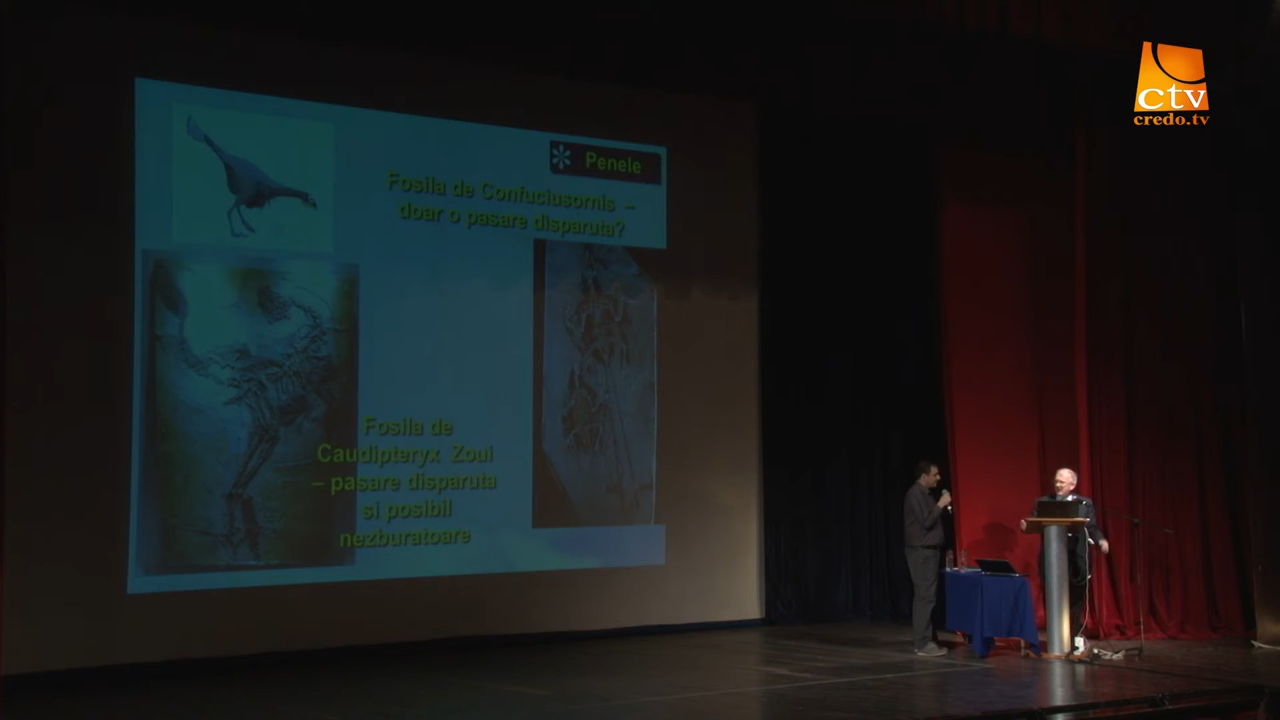 ctv
credo.tv
* Penele
Fosila de Confuciusornis –
doar o pasare disparuta?
Fosila de
Caudipteryx Zoui
– pasare disparuta
si posibil
nezburatoare